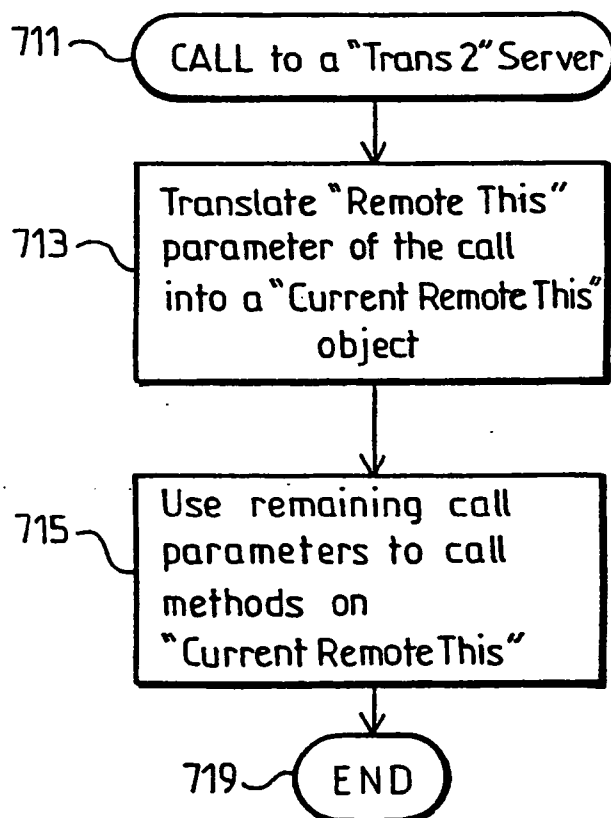 711
CALL to a "Trans 2" Server
713
Translate "Remote This"
parameter of the call
into a "Current Remote This"
object
715
Use remaining call
parameters to call
methods on
"Current Remote This"
719
END